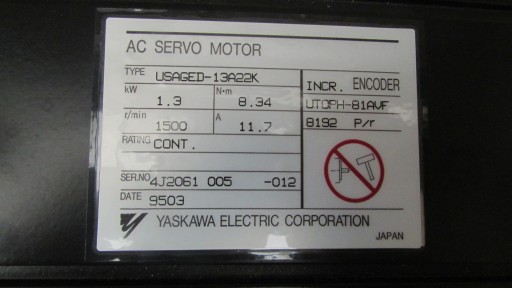 AC SERVO MOTOR
TYPE USAGED-13A22K
INCR. ENCODER
kW 1.3 N·m 8.34
UTOPH-81AVF
r/min 1500 A 11.7
8192 P/r
RATING CONT.
SER.NO 4J2061 005 -012
DATE 9503
YASKAWA ELECTRIC CORPORATION
JAPAN